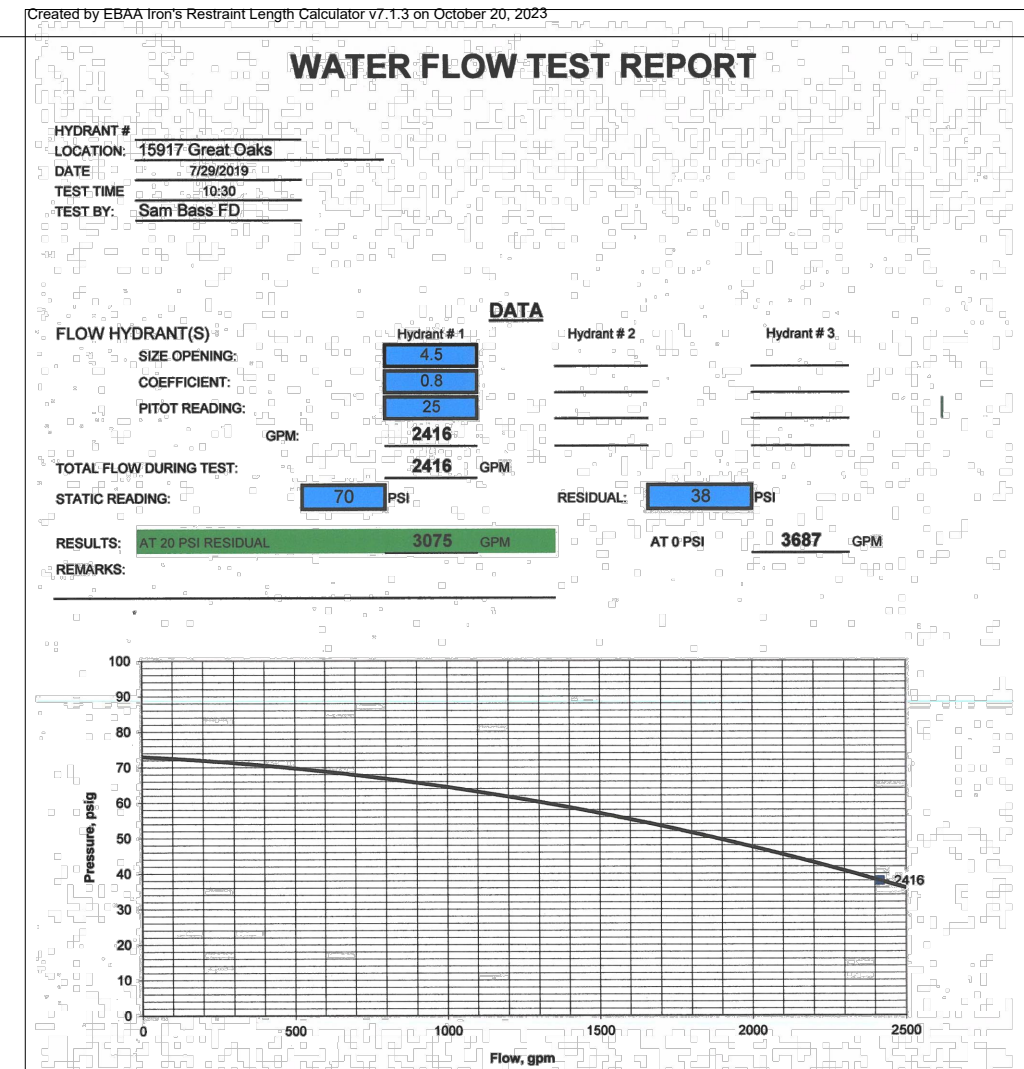 Created by EBAA Iron's Restraint Length Calculator v7.1.3 on October 20, 2023
WATER FLOW TEST REPORT
HYDRANT #
LOCATION: 15917 Great Oaks
DATE 7/29/2019
TEST TIME 10:30
TEST BY: Sam Bass FD
DATA
FLOW HYDRANT(S) Hydrant # 1 Hydrant # 2 Hydrant # 3
SIZE OPENING: 4.5
COEFFICIENT: 0.8
PITOT READING: 25
GPM: 2416
TOTAL FLOW DURING TEST: 2416 GPM
STATIC READING: 70 PSI RESIDUAL: 38 PSI
RESULTS: AT 20 PSI RESIDUAL 3075 GPM AT 0 PSI 3687 GPM
REMARKS:
100
90
80
70
60
50
40
30
20
10
0
Pressure, psig
2416
0 500 1000 1500 2000 2500
Flow, gpm